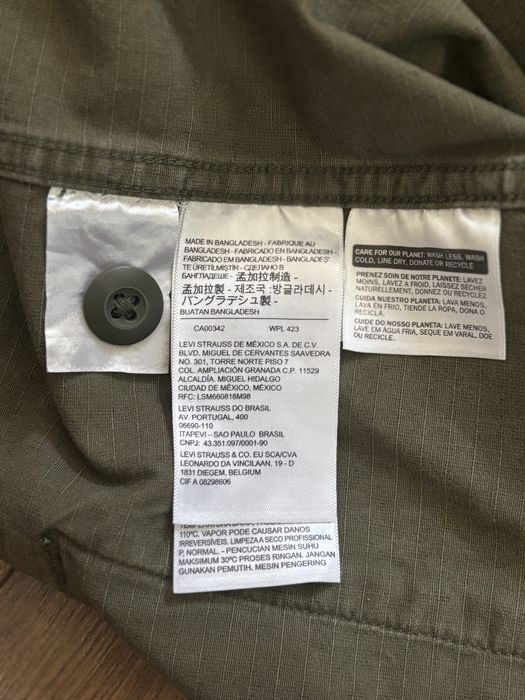 MADE IN BANGLADESH - FABRIQUE AU
BANGLADESH - FABRICADO EN BANGLADESH -
FABRICADO EM BANGLADESH - BANGLADEŞ'
TE ÜRETİLMİŞTİR - СДЕЛАНО В
БАНГЛАДЕШЕ - 孟加拉制造 -
孟加拉製 - 제조국 :방글라데시 -
バングラデシュ製 -
BUATAN BANGLADESH
CA00342 WPL 423
LEVI STRAUSS DE MÉXICO S.A. DE C.V.
BLVD. MIGUEL DE CERVANTES SAAVEDRA
NO. 301, TORRE NORTE PISO 7
COL. AMPLIACIÓN GRANADA C.P. 11529
ALCALDÍA. MIGUEL HIDALGO
CIUDAD DE MÉXICO, MÉXICO
RFC: LSM660818M98
LEVI STRAUSS DO BRASIL
AV. PORTUGAL, 400
06690-110
ITAPEVI – SAO PAULO BRASIL
CNPJ: 43.351.097/0001-90
LEVI STRAUSS & CO. EU SCA/CVA
LEONARDO DA VINCILAAN, 19 - D
1831 DIEGEM, BELGIUM
CIF A 08298606
110ºC, VAPOR PODE CAUSAR DANOS
IRREVERSÍVEIS. LIMPEZA A SECO PROFISSIONAL
P, NORMAL. - PENCUCIAN MESIN SUHU
MAKSIMUM 30ºC PROSES RINGAN. JANGAN
GUNAKAN PEMUTIH. MESIN PENGERING
CARE FOR OUR PLANET: WASH LESS, WASH
COLD, LINE DRY, DONATE OR RECYCLE
PRENEZ SOIN DE NOTRE PLANETE: LAVEZ
MOINS, LAVEZ A FROID, LAISSEZ SÉCHER
NATURELLEMENT, DONNEZ OU RECYCLEZ
CUIDA NUESTRO PLANETA: LAVA MENOS,
LAVA EN FRIO, TIENDE LA ROPA, DONA O
RECICLA.
CUIDE DO NOSSO PLANETA: LAVE MENOS,
LAVE EM ÁGUA FRIA, SEQUE EM VARAL, DOE
OU RECICLE.